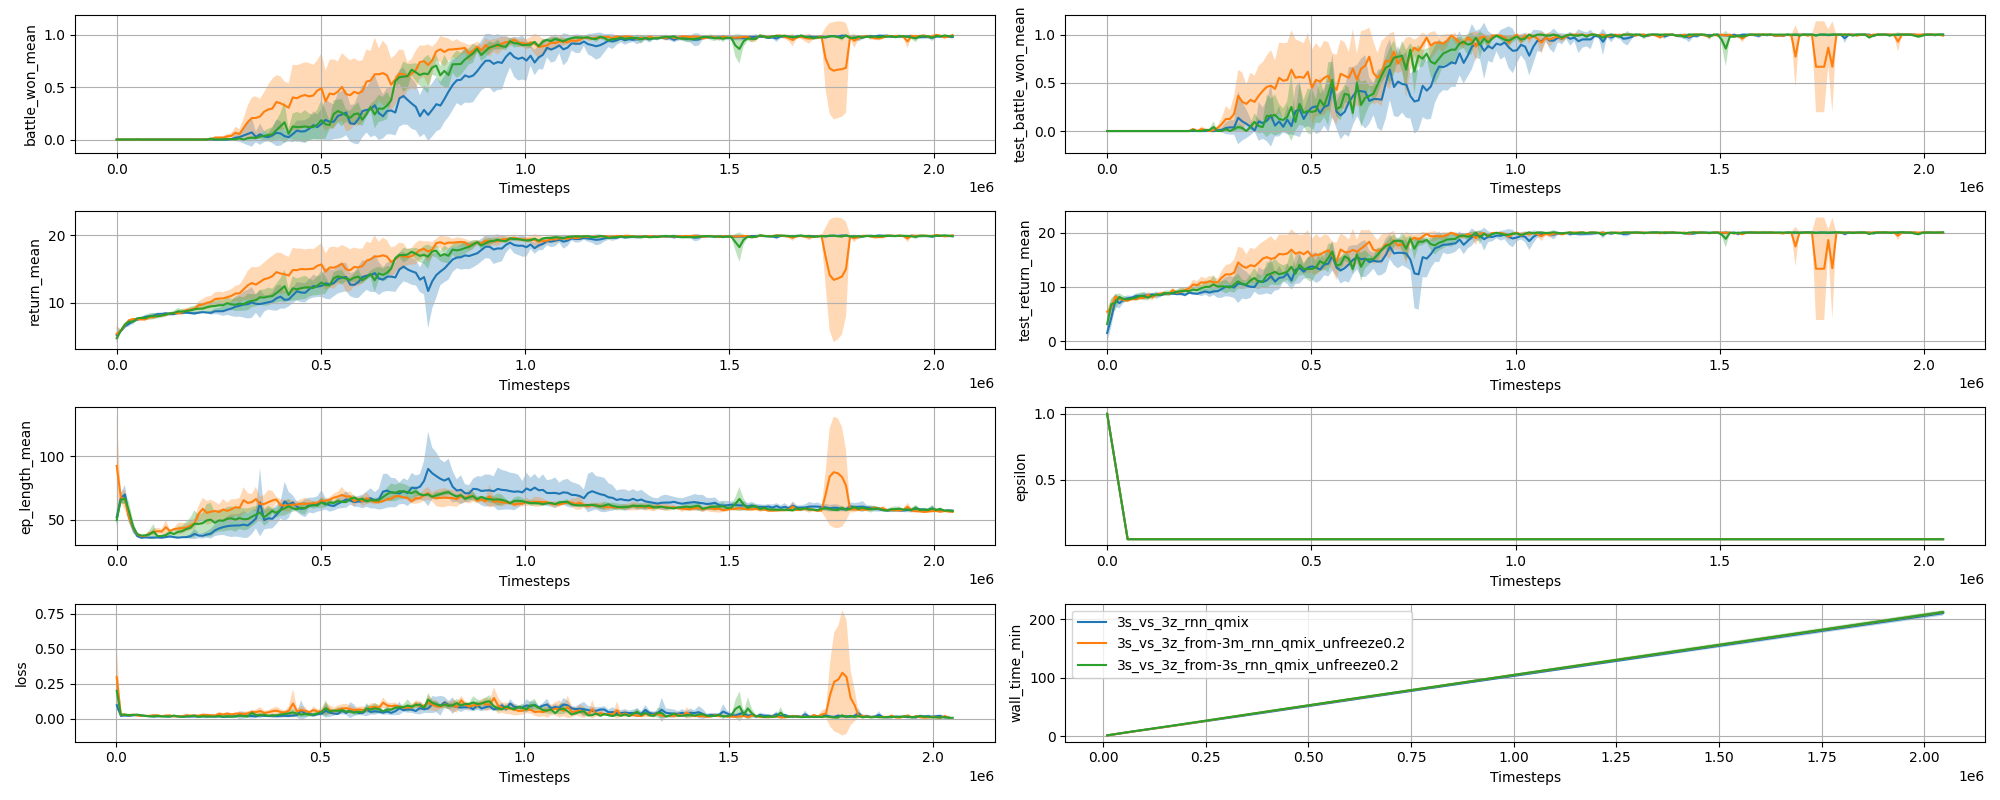 battle_won_mean
1.0
0.5
0.0
0.0 0.5 1.0 1.5 2.0
Timesteps
1e6
test_battle_won_mean
1.0
0.5
0.0
0.0 0.5 1.0 1.5 2.0
Timesteps
1e6
return_mean
20
10
0.0 0.5 1.0 1.5 2.0
Timesteps
1e6
test_return_mean
20
10
0
0.0 0.5 1.0 1.5 2.0
Timesteps
1e6
ep_length_mean
100
50
0.0 0.5 1.0 1.5 2.0
Timesteps
1e6
epsilon
1.0
0.5
0.0 0.5 1.0 1.5 2.0
Timesteps
1e6
loss
0.75
0.50
0.25
0.00
0.0 0.5 1.0 1.5 2.0
Timesteps
1e6
wall_time_min
200
100
0
3s_vs_3z_rnn_qmix
3s_vs_3z_from-3m_rnn_qmix_unfreeze0.2
3s_vs_3z_from-3s_rnn_qmix_unfreeze0.2
0.00 0.25 0.50 0.75 1.00 1.25 1.50 1.75 2.00
Timesteps
1e6